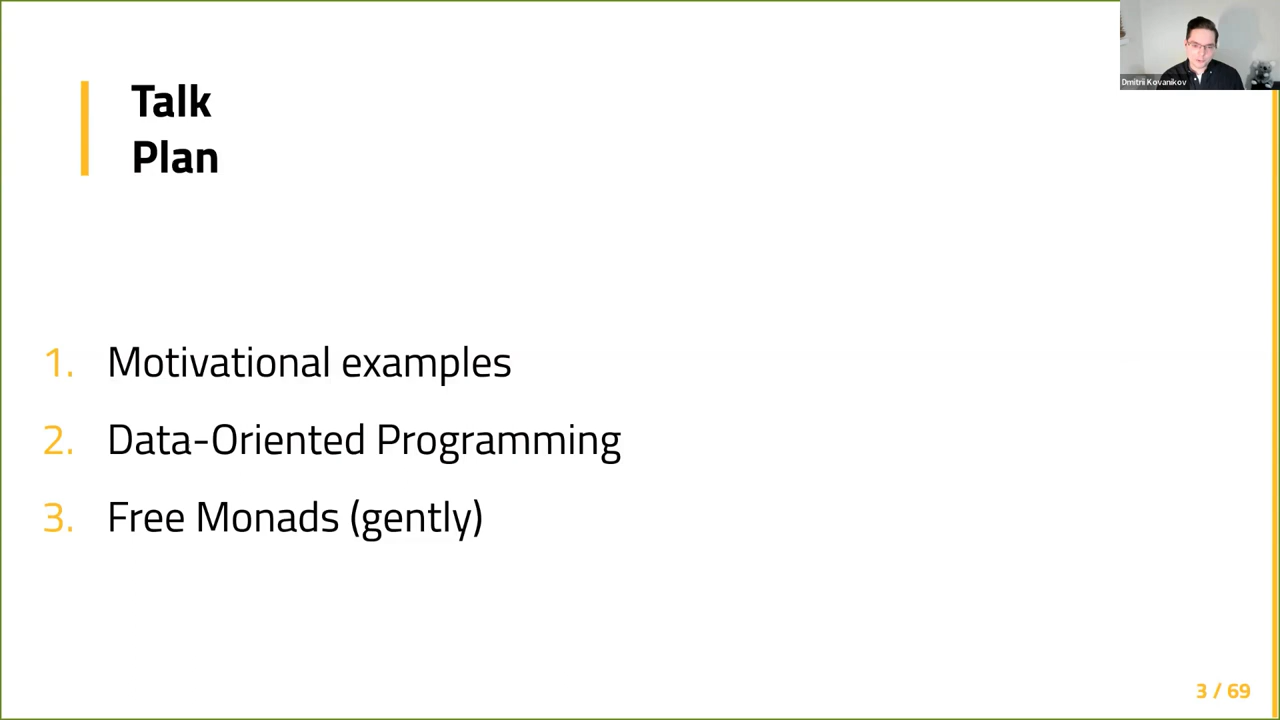 Talk
Plan
Dmitrii Kovanikov
1. Motivational examples
2. Data-Oriented Programming
3. Free Monads (gently)
3 / 69